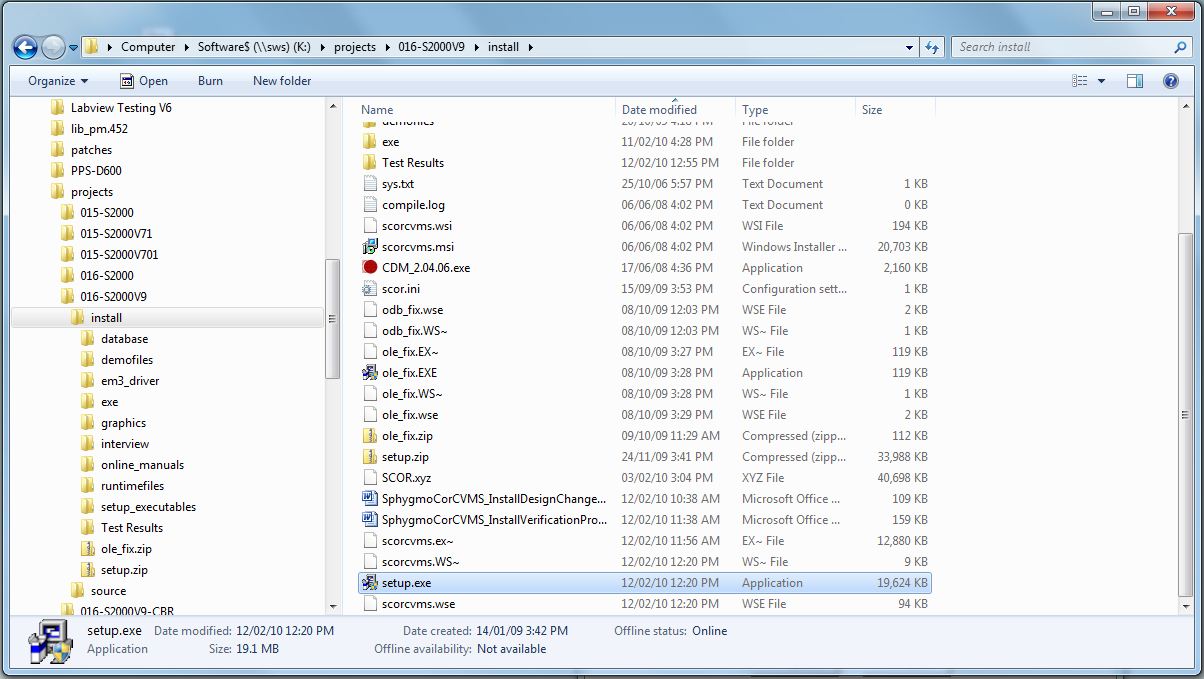 Computer Software$ (\\sws) (K:) projects 016-S2000V9 install
Search install
Organize Open Burn New folder
Labview Testing V6
lib_pm.452
patches
PPS-D600
projects
015-S2000
015-S2000V71
015-S2000V701
016-S2000
016-S2000V9
install
database
demofiles
em3_driver
exe
graphics
interview
online_manuals
runtimefiles
setup_executables
Test Results
ole_fix.zip
setup.zip
source
016-S2000V9-CBR
Name Date modified Type Size
demofiles 20/10/09 4:18 PM File folder
exe 11/02/10 4:28 PM File folder
Test Results 12/02/10 12:55 PM File folder
sys.txt 25/10/06 5:57 PM Text Document 1 KB
compile.log 06/06/08 4:02 PM Text Document 0 KB
scorcvms.wsi 06/06/08 4:02 PM WSI File 194 KB
scorcvms.msi 06/06/08 4:02 PM Windows Installer ... 20,703 KB
CDM_2.04.06.exe 17/06/08 4:36 PM Application 2,160 KB
scor.ini 15/09/09 3:53 PM Configuration sett... 1 KB
odb_fix.wse 08/10/09 12:03 PM WSE File 2 KB
odb_fix.WS~ 08/10/09 12:03 PM WS~ File 1 KB
ole_fix.EX~ 08/10/09 3:27 PM EX~ File 119 KB
ole_fix.EXE 08/10/09 3:28 PM Application 119 KB
ole_fix.WS~ 08/10/09 3:28 PM WS~ File 1 KB
ole_fix.wse 08/10/09 3:29 PM WSE File 2 KB
ole_fix.zip 09/10/09 11:29 AM Compressed (zipp... 112 KB
setup.zip 24/11/09 3:41 PM Compressed (zipp... 33,988 KB
SCOR.xyz 03/02/10 3:04 PM XYZ File 40,698 KB
SphygmoCorCVMS_InstallDesignChange... 12/02/10 10:38 AM Microsoft Office ... 109 KB
SphygmoCorCVMS_InstallVerificationPro... 12/02/10 11:38 AM Microsoft Office ... 159 KB
scorcvms.ex~ 12/02/10 11:56 AM EX~ File 12,880 KB
scorcvms.WS~ 12/02/10 12:20 PM WS~ File 9 KB
setup.exe 12/02/10 12:20 PM Application 19,624 KB
scorcvms.wse 12/02/10 12:20 PM WSE File 94 KB
setup.exe Date modified: 12/02/10 12:20 PM Date created: 14/01/09 3:42 PM Offline status: Online
Application Size: 19.1 MB Offline availability: Not available